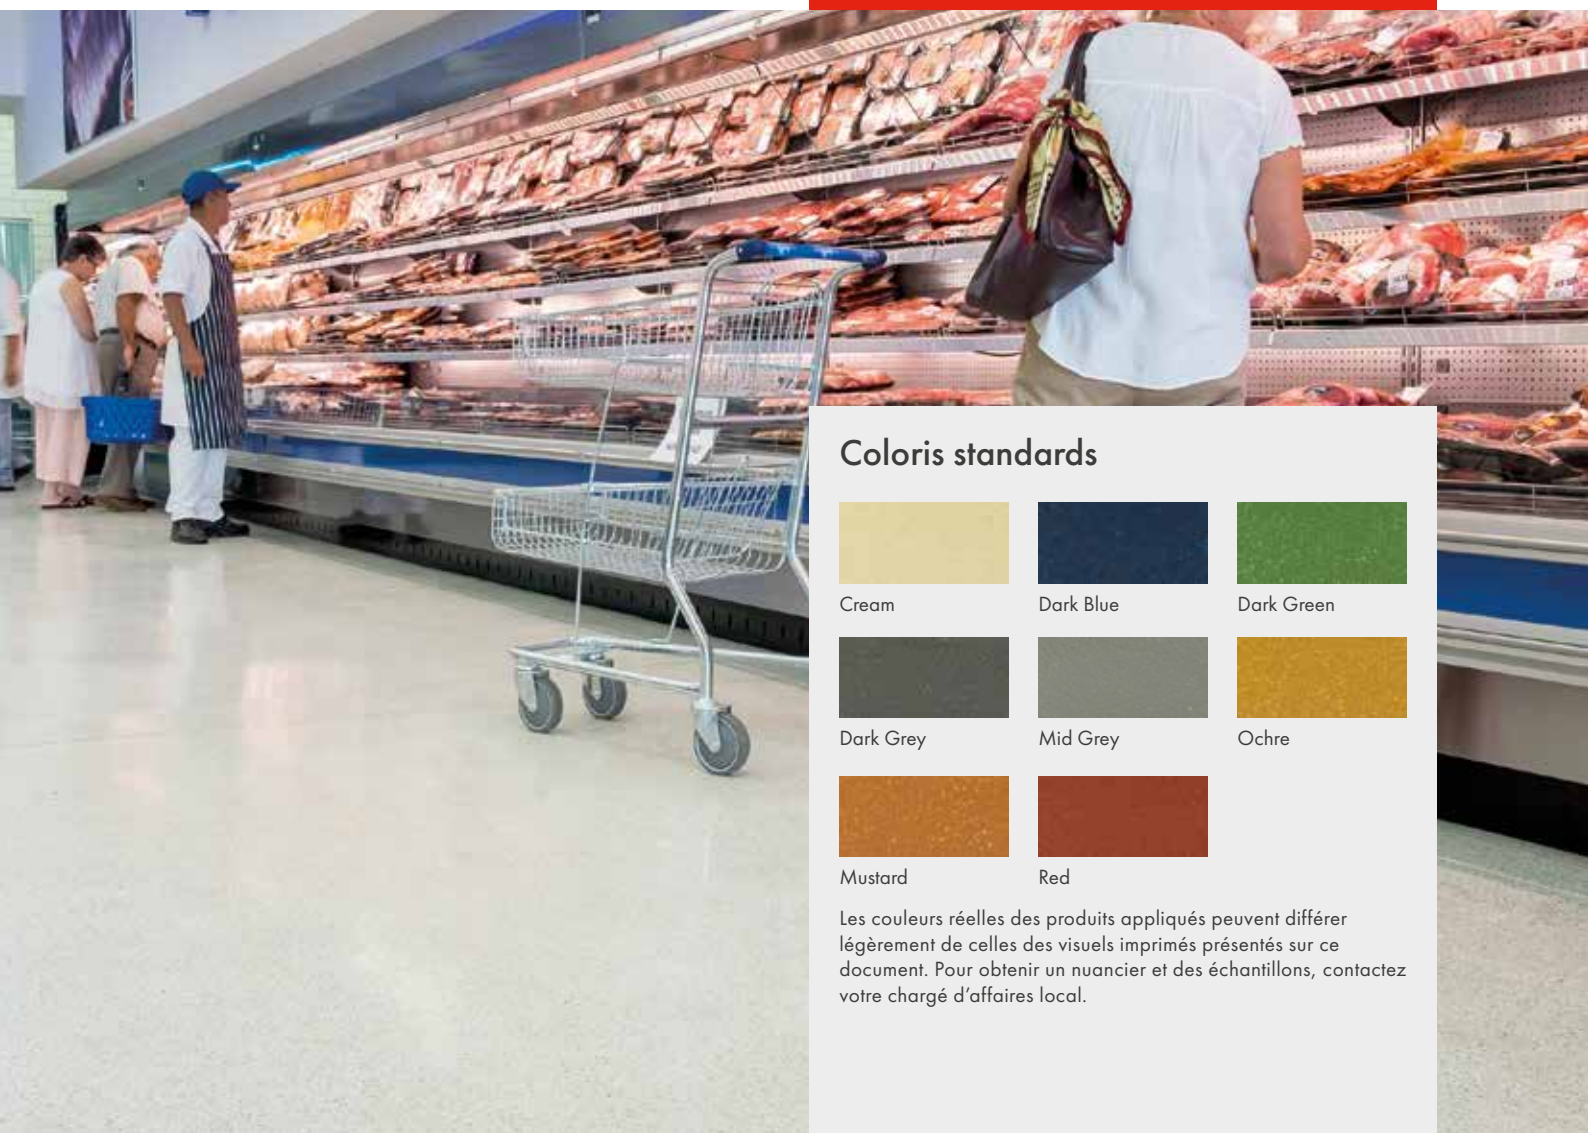 Coloris standards
Cream
Dark Blue
Dark Green
Dark Grey
Mid Grey
Ochre
Mustard
Red
Les couleurs réelles des produits appliqués peuvent différer
légèrement de celles des visuels imprimés présentés sur ce
document. Pour obtenir un nuancier et des échantillons, contactez
votre chargé d’affaires local.